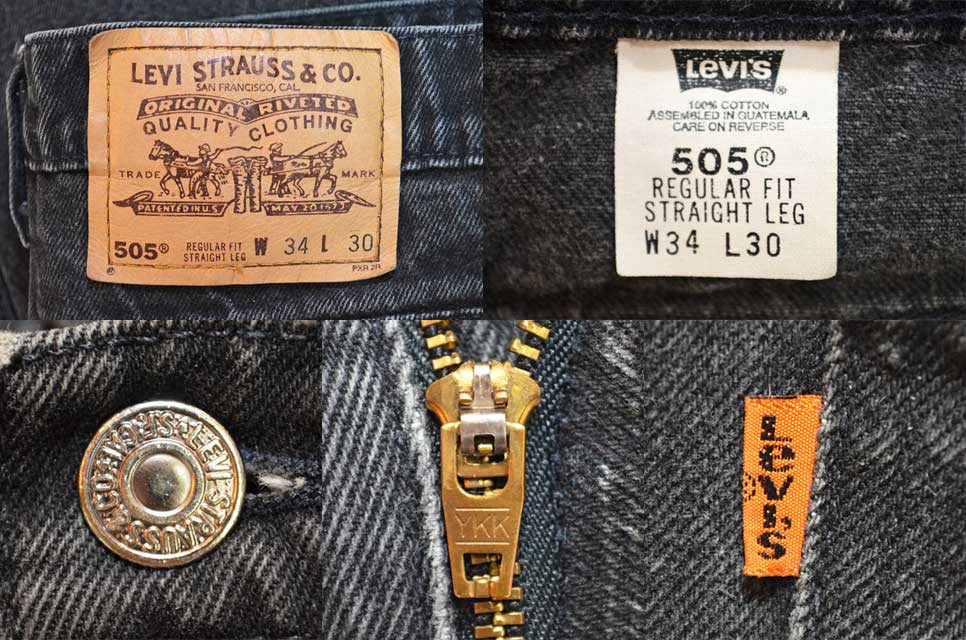 LEVI STRAUSS & CO.
SAN FRANCISCO, CAL.
ORIGINAL RIVETED
QUALITY CLOTHING
TRADE MARK
PATENTED IN U.S. MAY 20 1873
505® REGULAR FIT W 34 L 30
STRAIGHT LEG
® PXR 2R
LEVI'S
®
100% COTTON
ASSEMBLED IN GUATEMALA
CARE ON REVERSE
505®
REGULAR FIT
STRAIGHT LEG
W34 L30
LEVI STRAUSS & CO. S.F. CAL.
YKK
LEVI'S
®